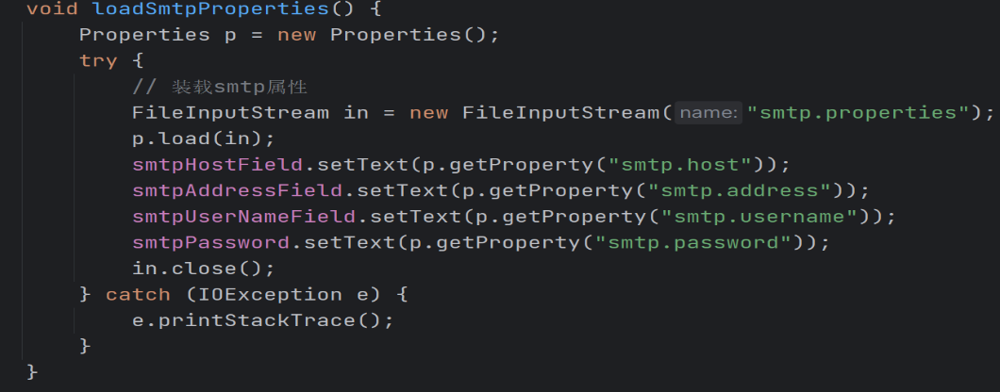 void loadSmtpProperties() {
Properties p = new Properties();
try {
// 装载smtp属性
FileInputStream in = new FileInputStream( name: "smtp.properties");
p.load(in);
smtpHostField.setText(p.getProperty("smtp.host"));
smtpAddressField.setText(p.getProperty("smtp.address"));
smtpUserNameField.setText(p.getProperty("smtp.username"));
smtpPassword.setText(p.getProperty("smtp.password"));
in.close();
} catch (IOException e) {
e.printStackTrace();
}
}